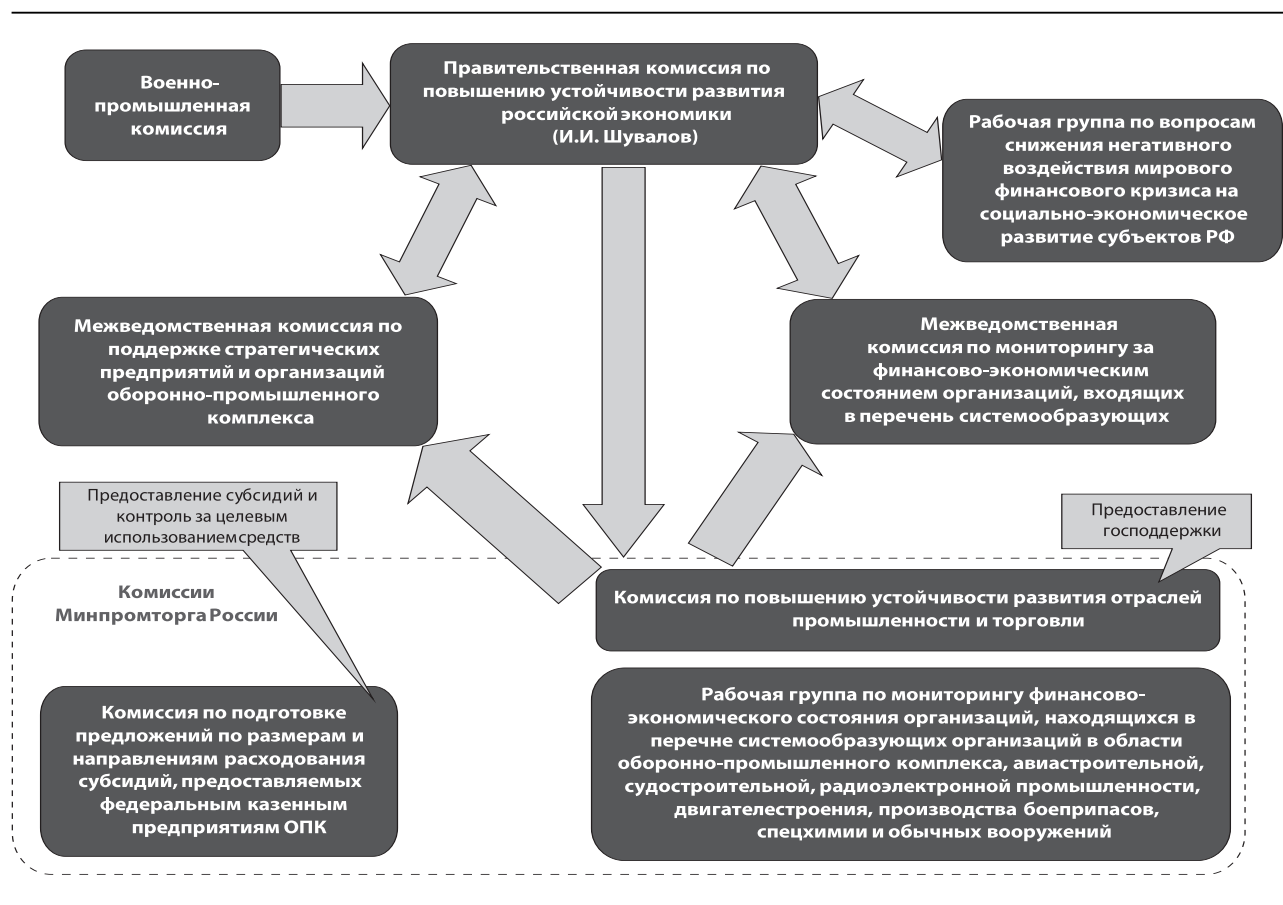 Военно-
промышленная
комиссия
Правительственная комиссия по
повышению устойчивости развития
российской экономики
(И.И. Шувалов)
Рабочая группа по вопросам
снижения негативного
воздействия мирового
финансового кризиса на
социально-экономическое
развитие субъектов РФ
Межведомственная комиссия по
поддержке стратегических
предприятий и организаций
оборонно-промышленного
комплекса
Межведомственная
комиссия по мониторингу за
финансово-экономическим
состоянием организаций, входящих
в перечень системообразующих
Предоставление субсидий и
контроль за целевым
использованием средств
Предоставление
господдержки
Комиссии
Минпромторга России
Комиссия по повышению устойчивости развития отраслей
промышленности и торговли
Комиссия по подготовке
предложений по размерам и
направлениям расходования
субсидий, предоставляемых
федеральным казенным
предприятиям ОПК
Рабочая группа по мониторингу финансово-
экономического состояния организаций, находящихся в
перечне системообразующих организаций в области
оборонно-промышленного комплекса, авиастроительной,
судостроительной, радиоэлектронной промышленности,
двигателестроения, производства боеприпасов,
спецхимии и обычных вооружений